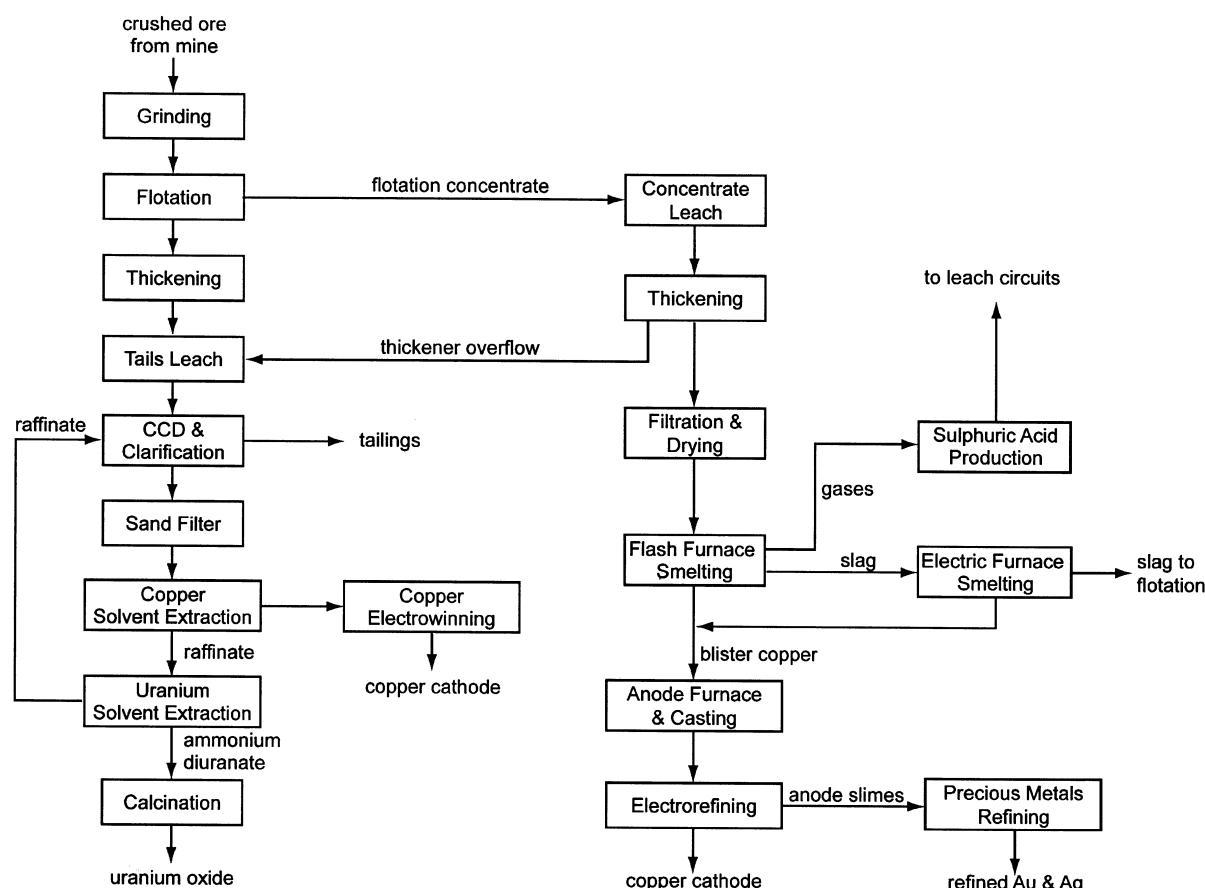 crushed ore
from mine
Grinding
Flotation
flotation concentrate
Concentrate
Leach
Thickening
Thickening
to leach circuits
Tails Leach
thickener overflow
raffinate
CCD &
Clarification
tailings
Filtration &
Drying
Sulphuric Acid
Production
gases
Sand Filter
Flash Furnace
Smelting
slag
Electric Furnace
Smelting
slag to
flotation
Copper
Solvent Extraction
Copper
Electrowinning
raffinate
blister copper
copper cathode
Uranium
Solvent Extraction
Anode Furnace
& Casting
ammonium
diuranate
Calcination
Electrorefining
anode slimes
Precious Metals
Refining
uranium oxide
copper cathode
refined Au & Ag